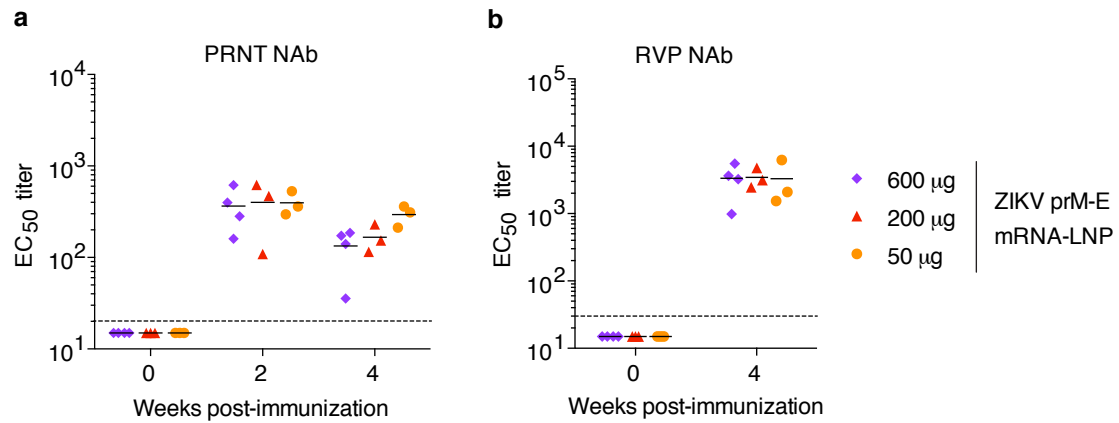 a
PRNT NAb
EC50 titer
10^4
10^3
10^2
10^1
0
2
4
Weeks post-immunization
b
RVP NAb
EC50 titer
10^5
10^4
10^3
10^2
10^1
0
4
Weeks post-immunization
600 µg
200 µg
50 µg
ZIKV prM-E
mRNA-LNP